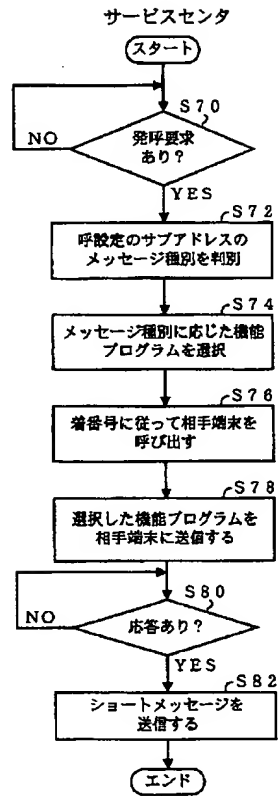 サービスセンタ
スタート
S70
発呼要求
あり？
NO
YES
S72
呼設定のサブアドレスの
メッセージ種別を判別
S74
メッセージ種別に応じた機能
プログラムを選択
S76
着番号に従って相手端末を
呼び出す
S78
選択した機能プログラムを
相手端末に送信する
S80
NO
応答あり？
YES
S82
ショートメッセージを
送信する
エンド